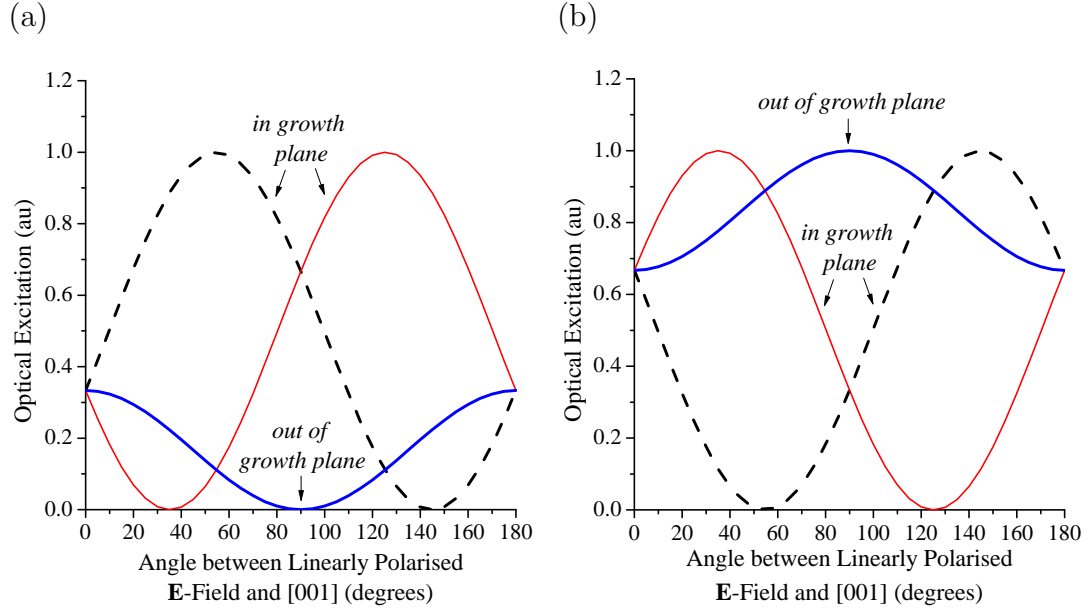 (a)
1.2
1.0
0.8
0.6
0.4
0.2
0.0
Optical Excitation (au)
in growth
plane
out of
growth plane
0 20 40 60 80 100 120 140 160 180
Angle between Linearly Polarised
E-Field and [001] (degrees)
(b)
1.2
1.0
0.8
0.6
0.4
0.2
0.0
Optical Excitation (au)
out of growth plane
in growth
plane
0 20 40 60 80 100 120 140 160 180
Angle between Linearly Polarised
E-Field and [001] (degrees)